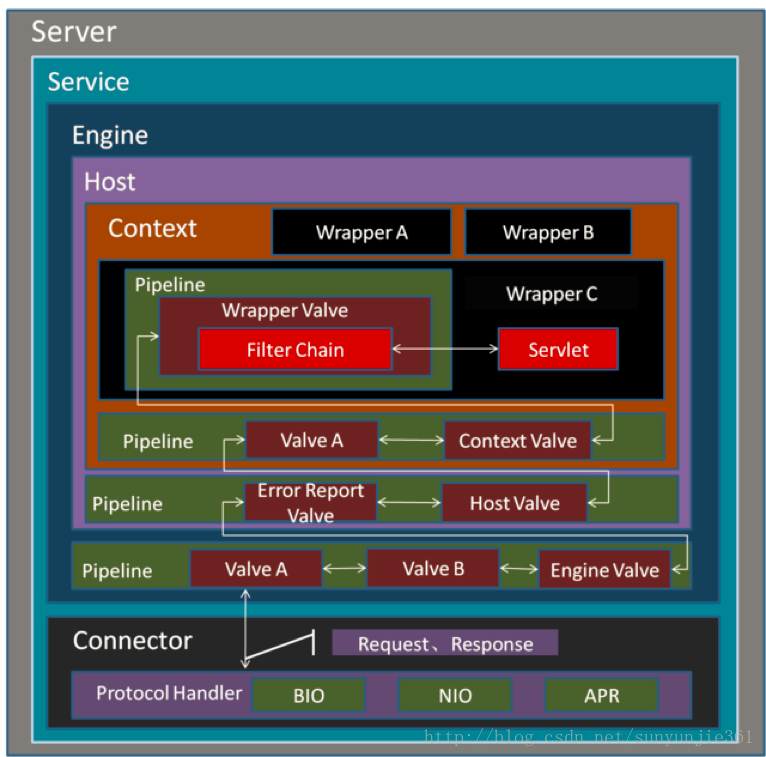 Server
Service
Engine
Host
Context
Wrapper A
Wrapper B
Pipeline
Wrapper Valve
Wrapper C
Filter Chain
Servlet
Pipeline
Valve A
Context Valve
Pipeline
Error Report
Valve
Host Valve
Pipeline
Valve A
Valve B
Engine Valve
Connector
Request、Response
Protocol Handler
BIO
NIO
APR
http://blog.csdn.net/sunyunjie361